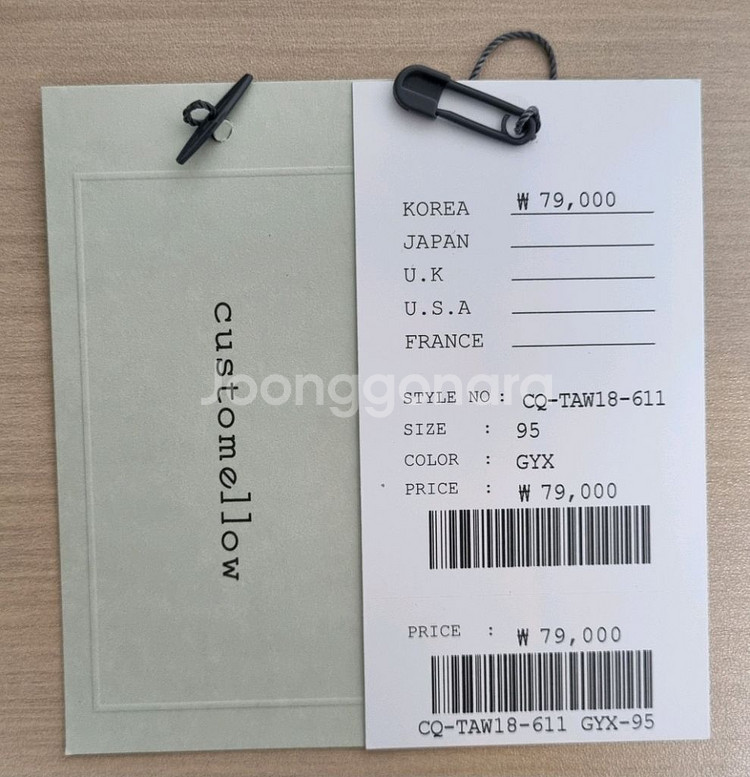 customellow
KOREA ₩ 79,000
JAPAN
U.K
U.S.A
FRANCE
STYLE NO : CQ-TAW18-611
SIZE : 95
COLOR : GYX
PRICE : ₩ 79,000
PRICE : ₩ 79,000
CQ-TAW18-611 GYX-95
Joonggonara